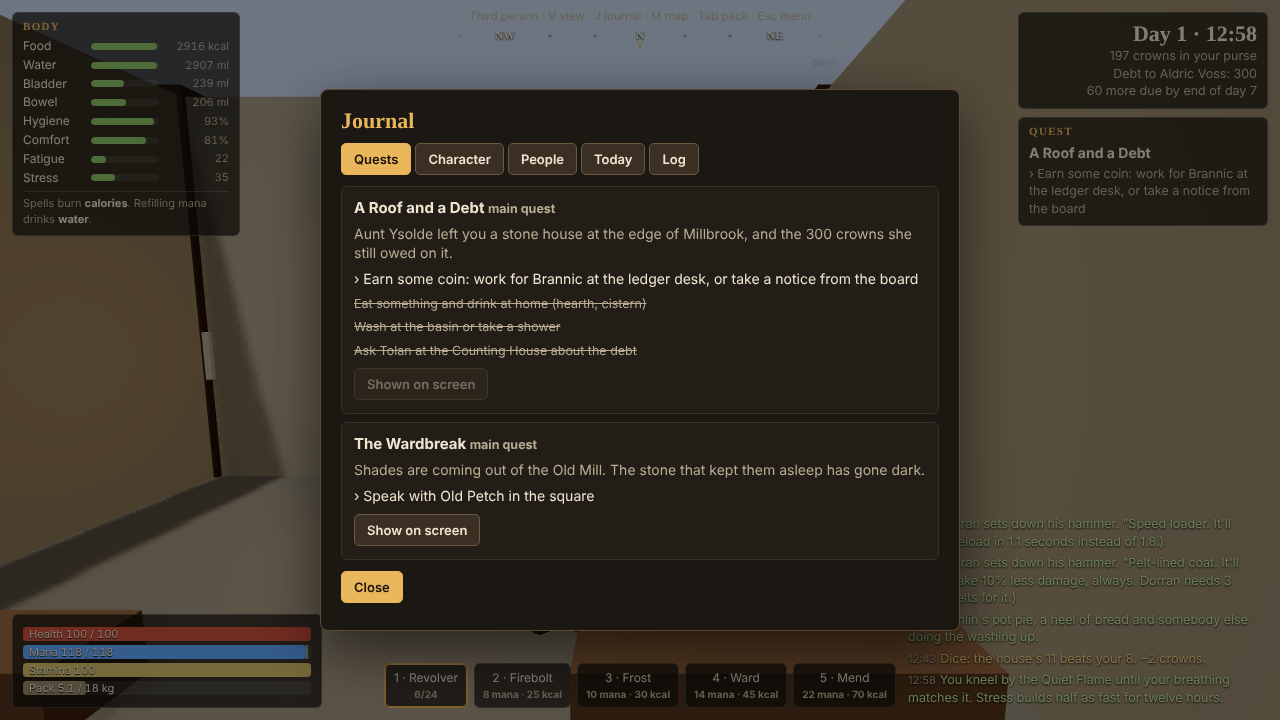 BODY
Food 2916 kcal
Water 2907 ml
Bladder 239 ml
Bowel 206 ml
Hygiene 93%
Comfort 81%
Fatigue 22
Stress 35
Spells burn calories. Refilling mana
drinks water.
Third person · V view · J journal · M map · Tab pack · Esc menu
NW N NE
Day 1 · 12:58
197 crowns in your purse
Debt to Aldric Voss: 300
60 more due by end of day 7
QUEST
A Roof and a Debt
› Earn some coin: work for Brannic at
the ledger desk, or take a notice from
the board
Journal
Quests Character People Today Log
A Roof and a Debt main quest
Aunt Ysolde left you a stone house at the edge of Millbrook, and the 300 crowns she
still owed on it.
› Earn some coin: work for Brannic at the ledger desk, or take a notice from the board
Eat something and drink at home (hearth, cistern)
Wash at the basin or take a shower
Ask Tolan at the Counting House about the debt
Shown on screen
The Wardbreak main quest
Shades are coming out of the Old Mill. The stone that kept them asleep has gone dark.
› Speak with Old Petch in the square
Show on screen
Close
sets down his hammer. "Speed loader. It'll
in 1.1 seconds instead of 1.8.)
sets down his hammer. "Pelt-lined coat. It'll
10% less damage, always. Dorran needs 3
for it.)
pot pie, a heel of bread and somebody else
doing the washing up.
12:43 Dice: the house's 11 beats your 8. −2 crowns.
12:58 You kneel by the Quiet Flame until your breathing
matches it. Stress builds half as fast for twelve hours.
Health 100 / 100
Mana 118 / 118
Stamina 100
Pack 5.1 / 18 kg
1 · Revolver
6/24
2 · Firebolt
8 mana · 25 kcal
3 · Frost
10 mana · 30 kcal
4 · Ward
14 mana · 45 kcal
5 · Mend
22 mana · 70 kcal